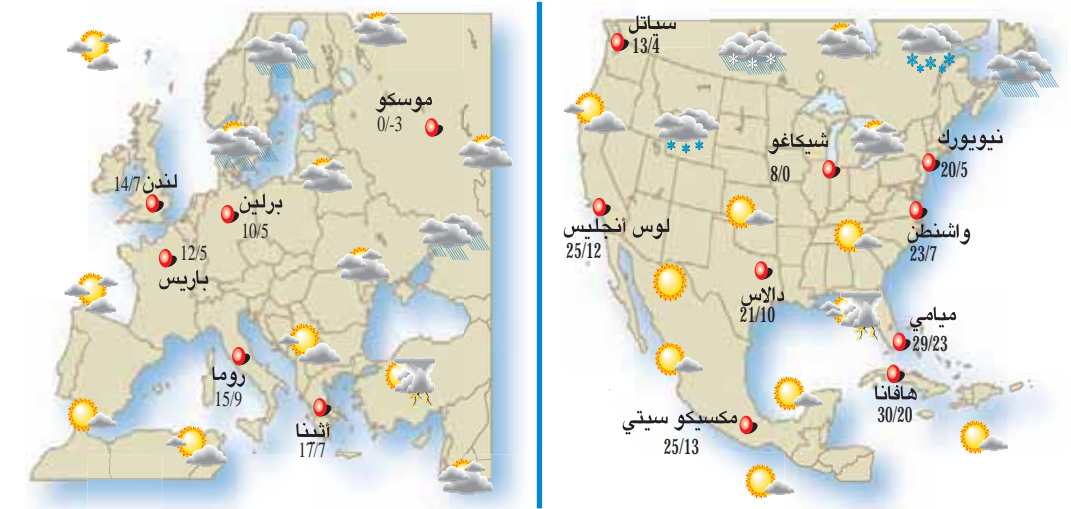 سياتل
13/4
شيكاغو
8/0
نيويورك
20/5
لوس أنجليس
25/12
واشنطن
23/7
دالاس
21/10
ميامي
29/23
هافانا
30/20
مكسيكو سيتي
25/13
موسكو
0/-3
لندن
14/7
برلين
10/5
12/5
باريس
روما
15/9
أثينا
17/7